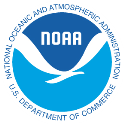 NATIONAL OCEANIC AND ATMOSPHERIC ADMINISTRATION
NOAA
U.S. DEPARTMENT OF COMMERCE